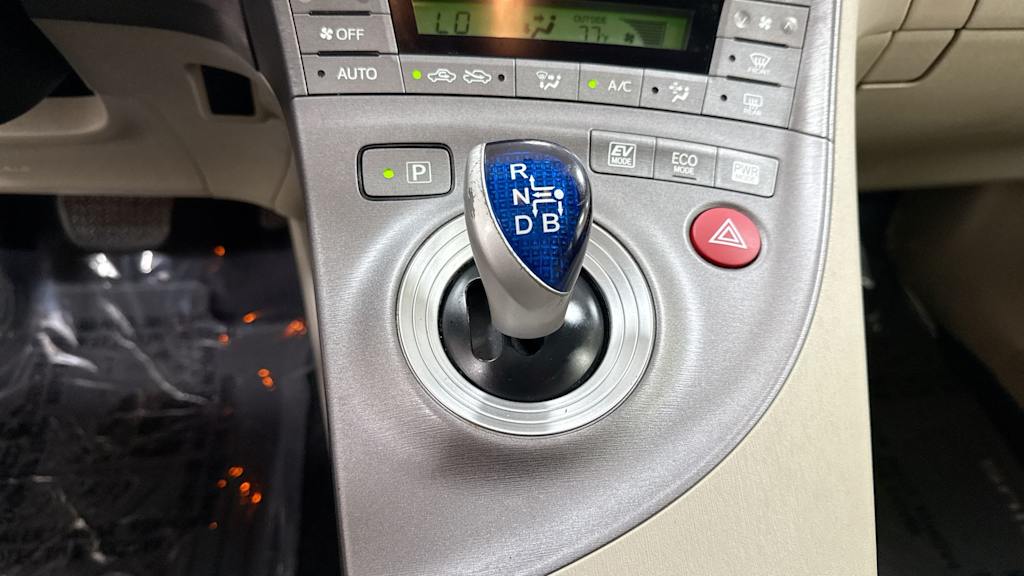 LO
OUTSIDE
77°F
OFF
AUTO
A/C
FRONT
REAR
P
EV
MODE
ECO
MODE
PWR
MODE
R
N
D B